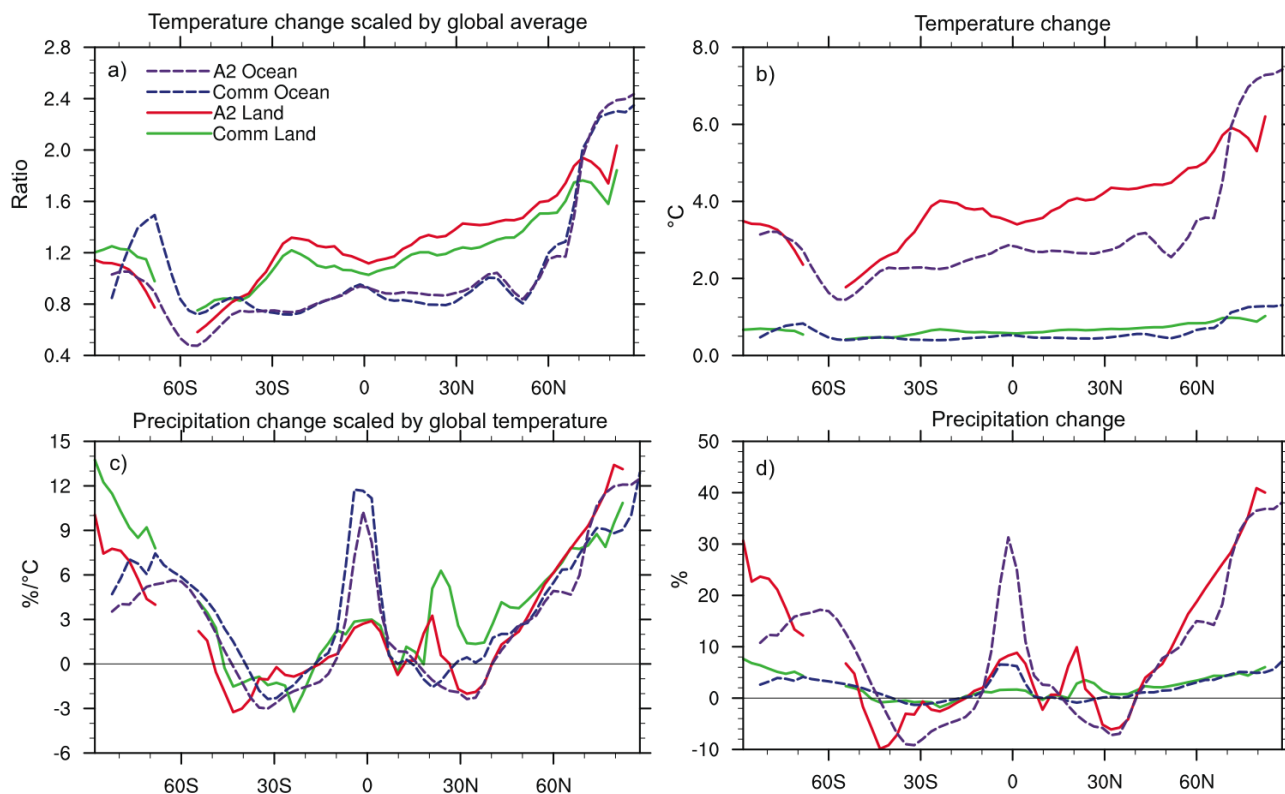 Temperature change scaled by global average
Temperature change
2.8
2.4
2.0
1.6
1.2
0.8
0.4
Ratio
a)
A2 Ocean
Comm Ocean
A2 Land
Comm Land
60S 30S 0 30N 60N
8.0
6.0
4.0
2.0
0.0
°C
b)
60S 30S 0 30N 60N
Precipitation change scaled by global temperature
Precipitation change
15
12
9
6
3
0
-3
-6
%/°C
c)
60S 30S 0 30N 60N
50
40
30
20
10
0
-10
%
d)
60S 30S 0 30N 60N